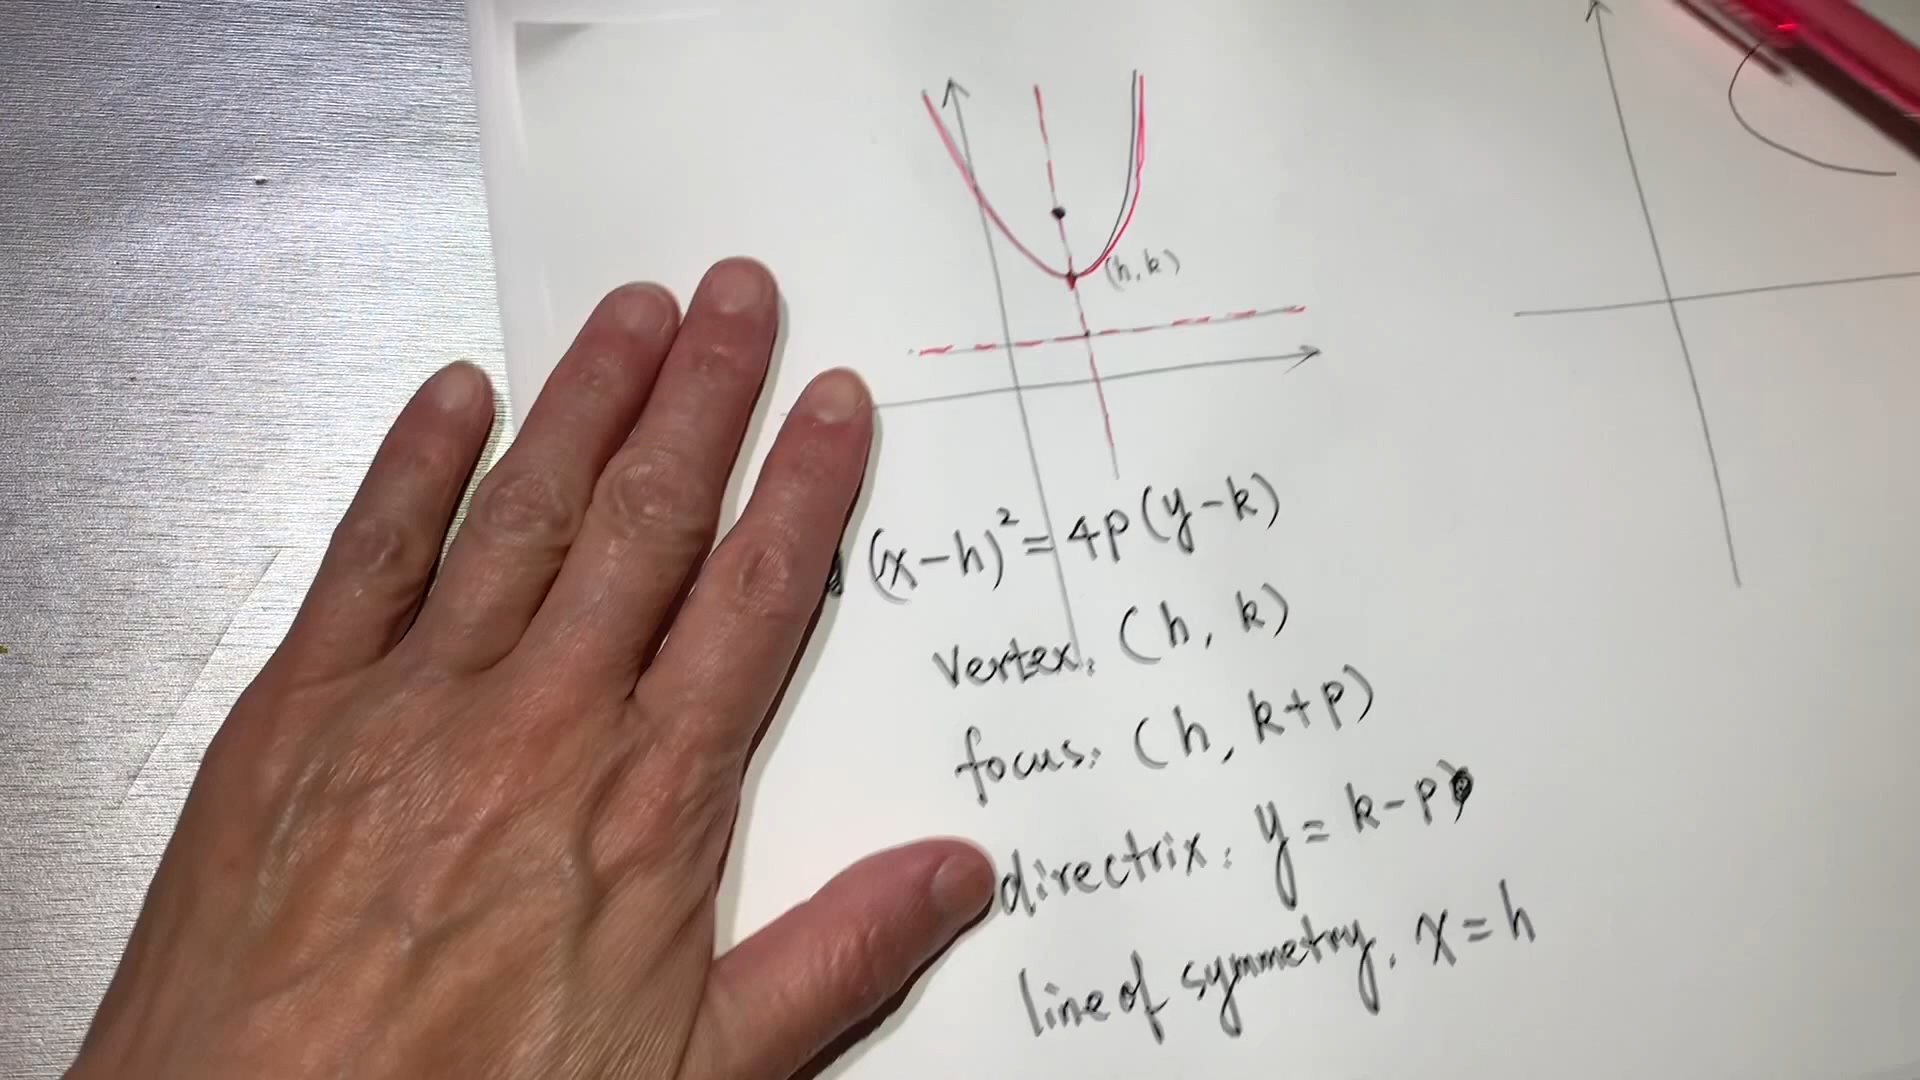 (h, k)
(x-h)² = 4p(y-k)
vertex: (h, k)
focus: (h, k+p)
directrix: y = k-p
line of symmetry. x=h